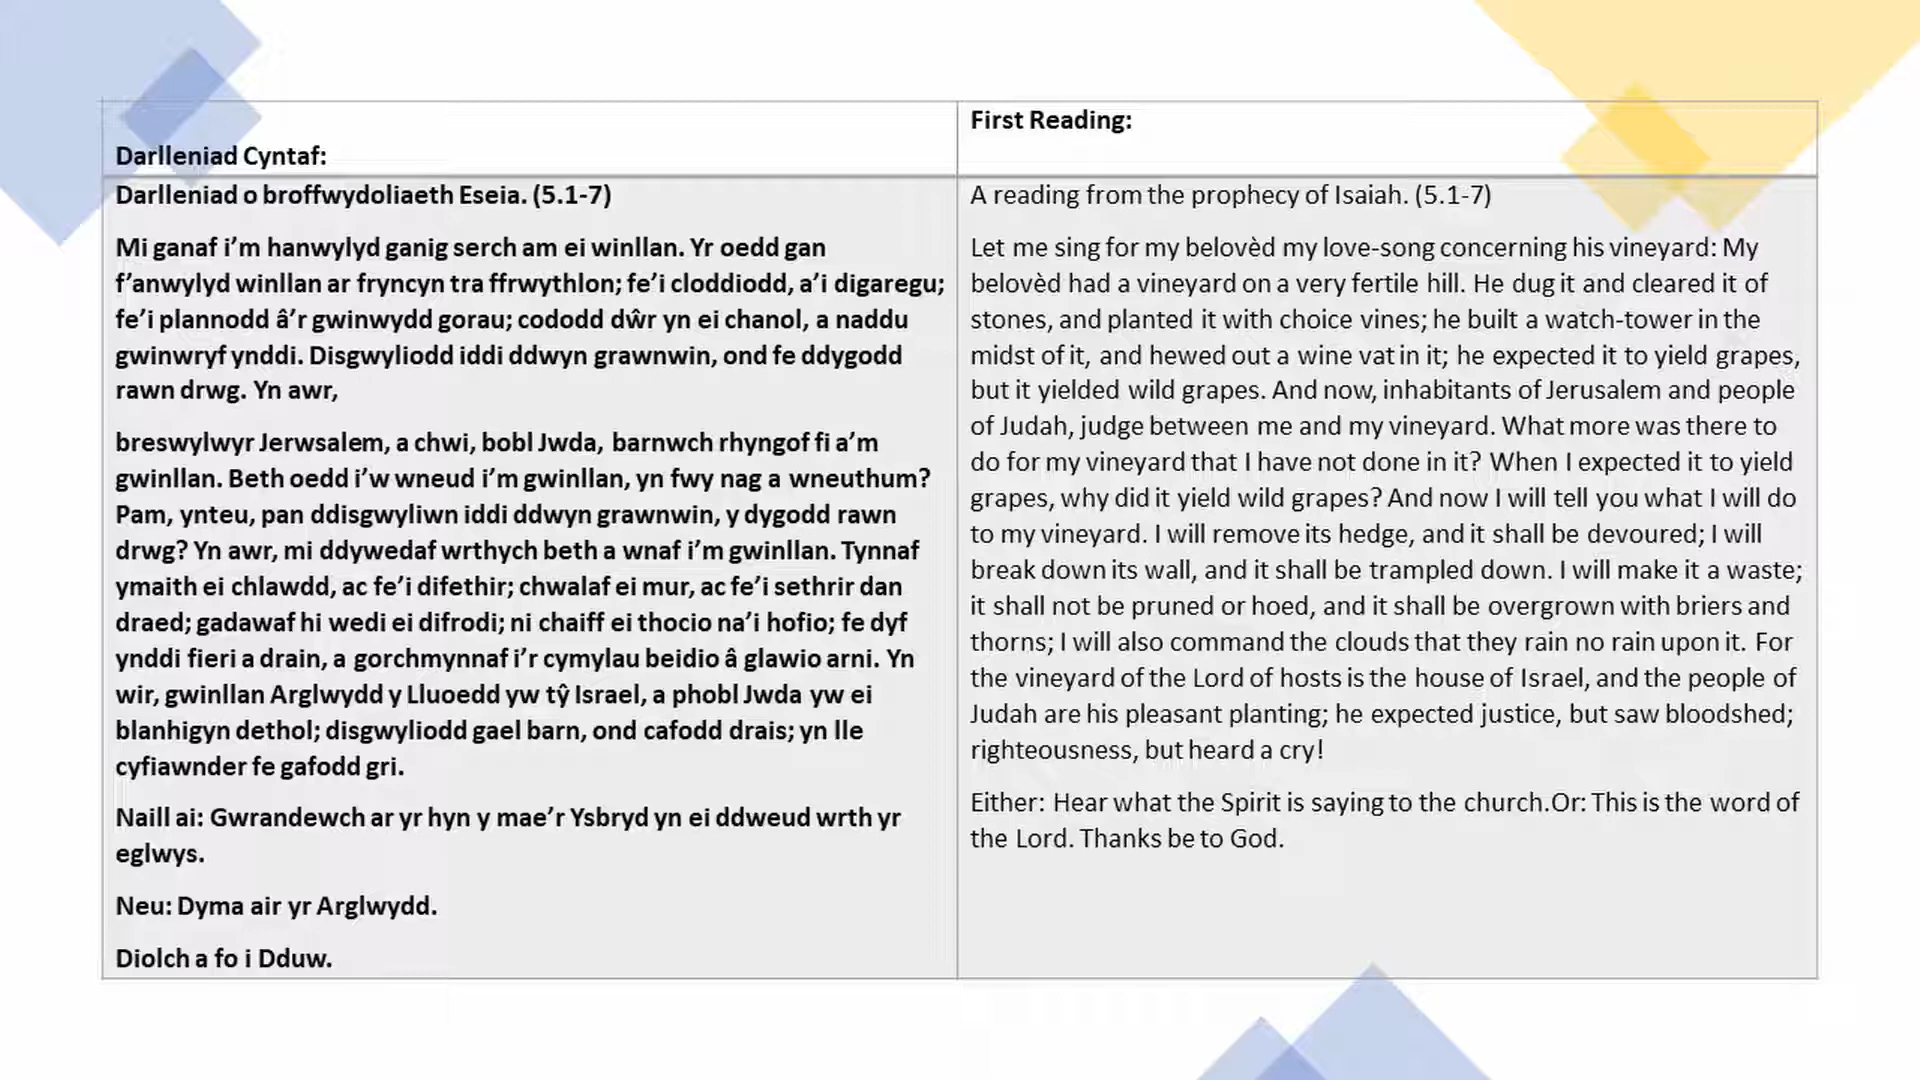 Darlleniad Cyntaf:
First Reading:
Darlleniad o broffwydoliaeth Eseia. (5.1-7)
Mi ganaf i’m hanwylyd ganig serch am ei winllan. Yr oedd gan
f’anwylyd winllan ar fryncyn tra ffrwythlon; fe’i cloddiodd, a’i digaregu;
fe’i plannodd â’r gwinwydd gorau; cododd dŵr yn ei chanol, a naddu
gwinwryf ynddi. Disgwyliodd iddi ddwyn grawnwin, ond fe ddygodd
rawn drwg. Yn awr,
breswylwyr Jerwsalem, a chwi, bobl Jwda, barnwch rhyngof fi a’m
gwinllan. Beth oedd i’w wneud i’m gwinllan, yn fwy nag a wneuthum?
Pam, ynteu, pan ddisgwyliwn iddi ddwyn grawnwin, y dygodd rawn
drwg? Yn awr, mi ddywedaf wrthych beth a wnaf i’m gwinllan. Tynnaf
ymaith ei chlawdd, ac fe’i difethir; chwalaf ei mur, ac fe’i sethrir dan
draed; gadawaf hi wedi ei difrodi; ni chaiff ei thocio na’i hofio; fe dyf
ynddi fieri a drain, a gorchmynnaf i’r cymylau beidio â glawio arni. Yn
wir, gwinllan Arglwydd y Lluoedd yw tŷ Israel, a phobl Jwda yw ei
blanhigyn dethol; disgwyliodd gael barn, ond cafodd drais; yn lle
cyfiawnder fe gafodd gri.
Naill ai: Gwrandewch ar yr hyn y mae’r Ysbryd yn ei ddweud wrth yr
eglwys.
Neu: Dyma air yr Arglwydd.
Diolch a fo i Dduw.
A reading from the prophecy of Isaiah. (5.1-7)
Let me sing for my belovèd my love-song concerning his vineyard: My
belovèd had a vineyard on a very fertile hill. He dug it and cleared it of
stones, and planted it with choice vines; he built a watch-tower in the
midst of it, and hewed out a wine vat in it; he expected it to yield grapes,
but it yielded wild grapes. And now, inhabitants of Jerusalem and people
of Judah, judge between me and my vineyard. What more was there to
do for my vineyard that I have not done in it? When I expected it to yield
grapes, why did it yield wild grapes? And now I will tell you what I will do
to my vineyard. I will remove its hedge, and it shall be devoured; I will
break down its wall, and it shall be trampled down. I will make it a waste;
it shall not be pruned or hoed, and it shall be overgrown with briers and
thorns; I will also command the clouds that they rain no rain upon it. For
the vineyard of the Lord of hosts is the house of Israel, and the people of
Judah are his pleasant planting; he expected justice, but saw bloodshed;
righteousness, but heard a cry!
Either: Hear what the Spirit is saying to the church.Or: This is the word of
the Lord. Thanks be to God.